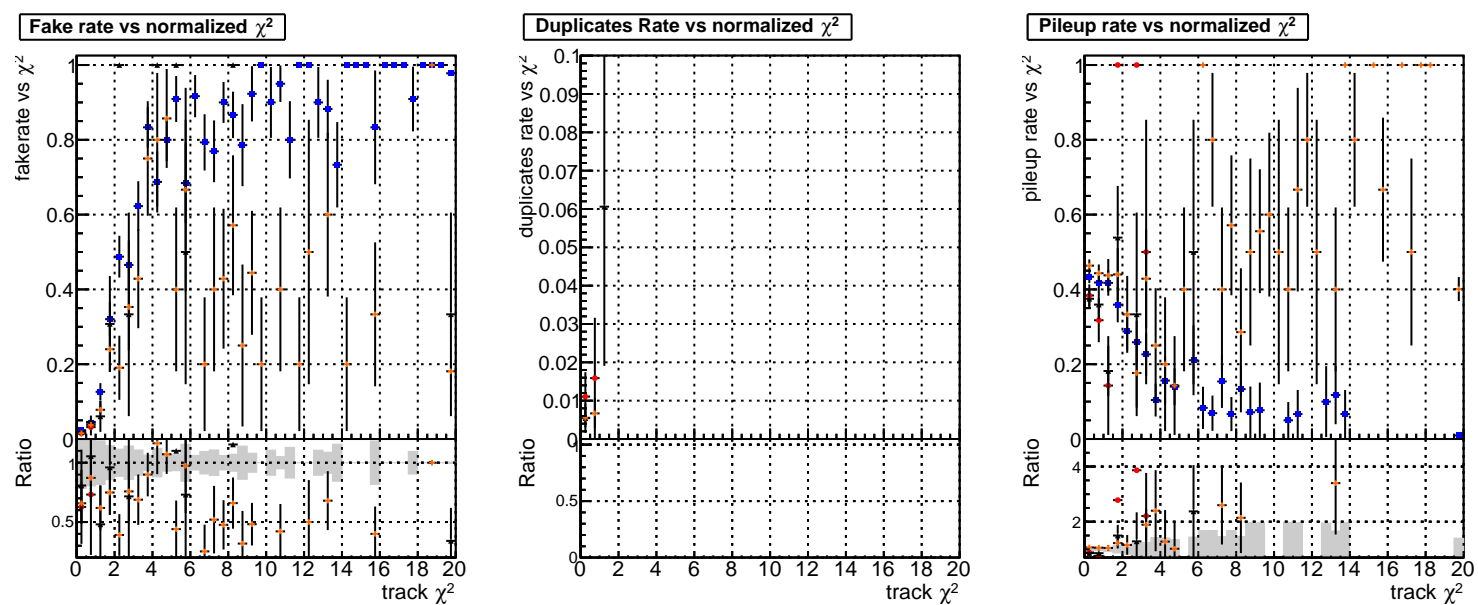 Fake rate vs normalized χ²
fakerate vs χ²
1
0.8
0.6
0.4
0.2
0
Ratio
1
0.5
0 2 4 6 8 10 12 14 16 18 20
track χ²
Duplicates Rate vs normalized χ²
duplicates rate vs χ²
0.1
0.09
0.08
0.07
0.06
0.05
0.04
0.03
0.02
0.01
0
Ratio
1
0.5
0
0 2 4 6 8 10 12 14 16 18 20
track χ²
Pileup rate vs normalized χ²
pileup rate vs χ²
1
0.8
0.6
0.4
0.2
0
Ratio
4
2
0 2 4 6 8 10 12 14 16 18 20
track χ²